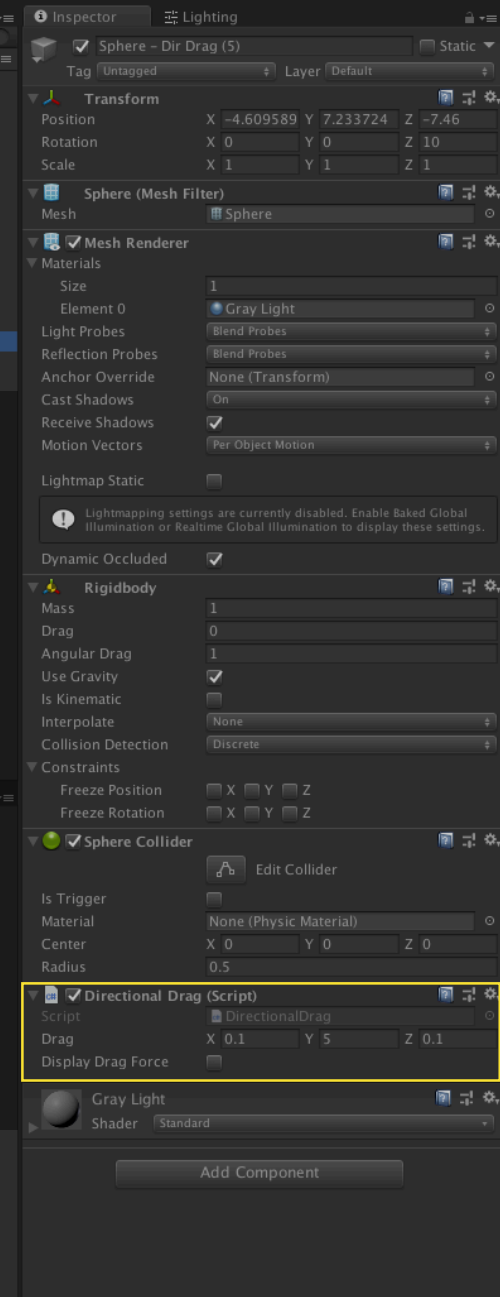 Inspector Lighting
Sphere - Dir Drag (5) Static
Tag Untagged Layer Default
Transform
Position X -4.609589 Y 7.233724 Z -7.46
Rotation X 0 Y 0 Z 10
Scale X 1 Y 1 Z 1
Sphere (Mesh Filter)
Mesh Sphere
Mesh Renderer
Materials
Size 1
Element 0 Gray Light
Light Probes Blend Probes
Reflection Probes Blend Probes
Anchor Override None (Transform)
Cast Shadows On
Receive Shadows
Motion Vectors Per Object Motion
Lightmap Static
Lightmapping settings are currently disabled. Enable Baked Global
Illumination or Realtime Global Illumination to display these settings.
Dynamic Occluded
Rigidbody
Mass 1
Drag 0
Angular Drag 1
Use Gravity
Is Kinematic
Interpolate None
Collision Detection Discrete
Constraints
Freeze Position X Y Z
Freeze Rotation X Y Z
Sphere Collider
Edit Collider
Is Trigger
Material None (Physic Material)
Center X 0 Y 0 Z 0
Radius 0.5
Directional Drag (Script)
Script DirectionalDrag
Drag X 0.1 Y 5 Z 0.1
Display Drag Force
Gray Light
Shader Standard
Add Component